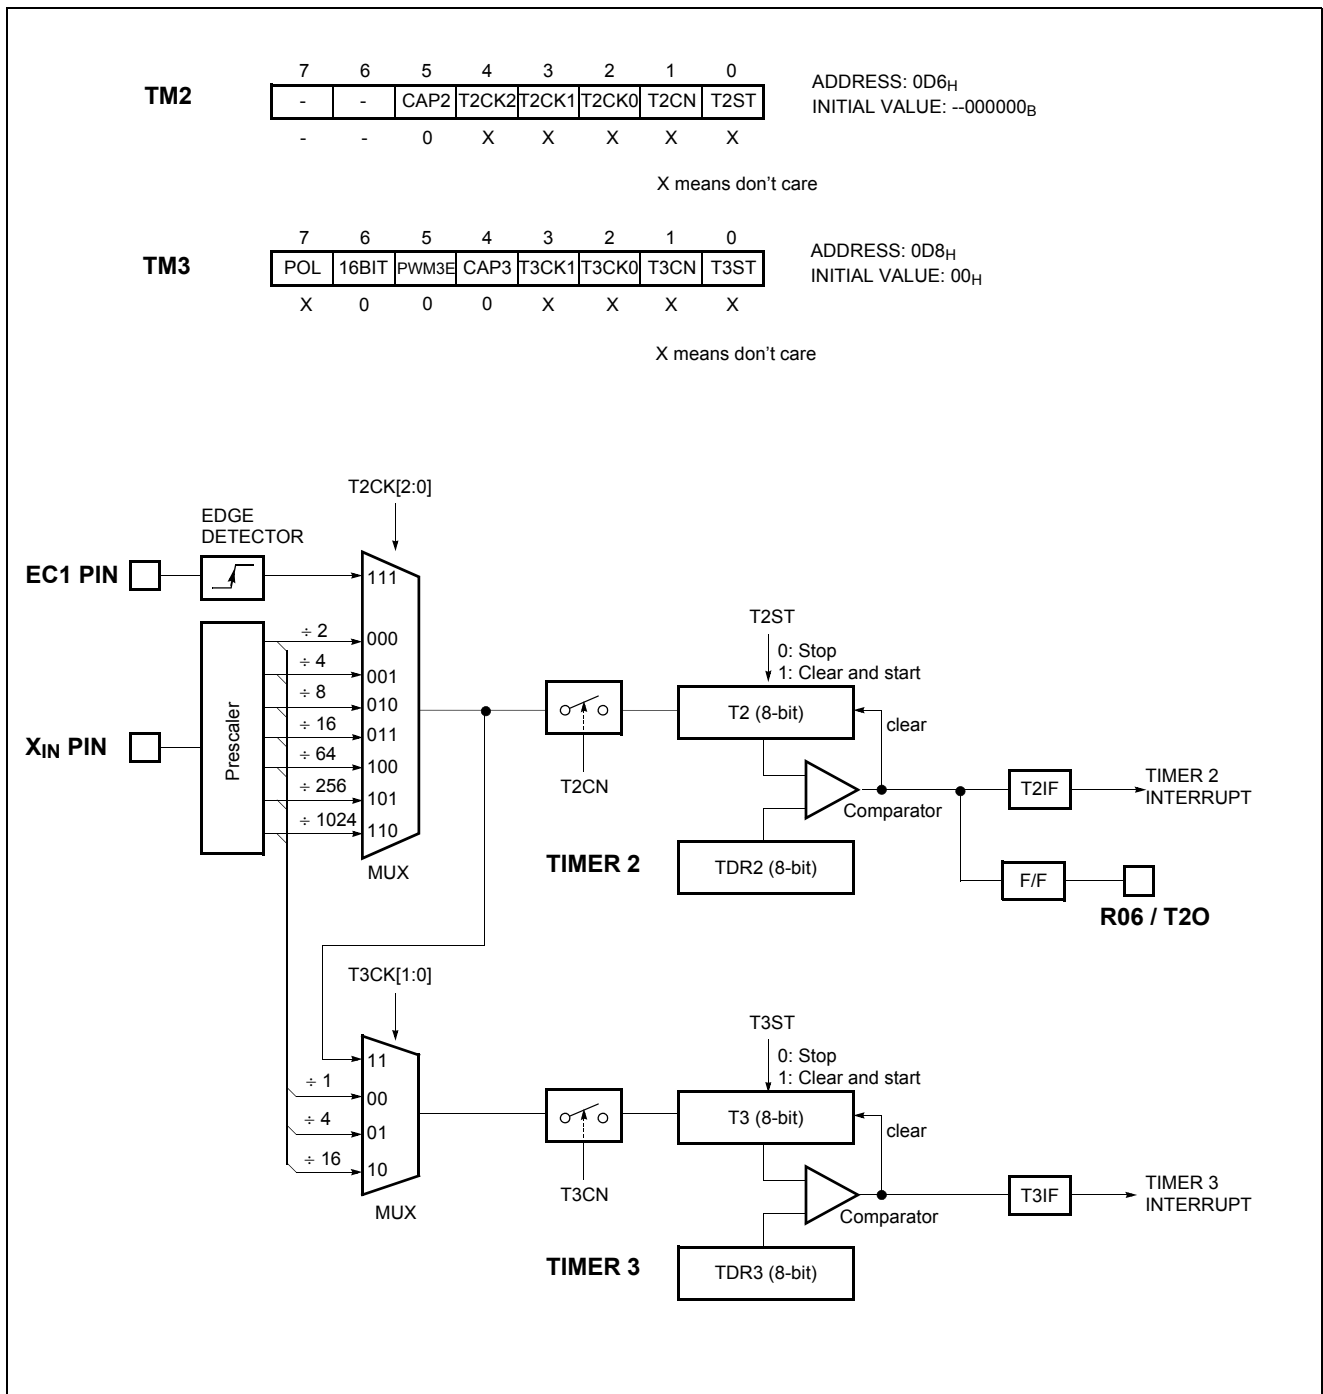 7 6 5 4 3 2 1 0
TM2
- - CAP2 T2CK2 T2CK1 T2CK0 T2CN T2ST
ADDRESS: 0D6H
INITIAL VALUE: --000000B
- - 0 X X X X X
X means don't care
7 6 5 4 3 2 1 0
TM3
POL 16BIT PWM3E CAP3 T3CK1 T3CK0 T3CN T3ST
ADDRESS: 0D8H
INITIAL VALUE: 00H
X 0 0 0 X X X X
X means don't care
T2CK[2:0]
EDGE
DETECTOR
EC1 PIN
111
XIN PIN
Prescaler
÷ 2
000
÷ 4
001
÷ 8
010
÷ 16
011
÷ 64
100
÷ 256
101
÷ 1024
110
MUX
T2CN
T2ST
0: Stop
1: Clear and start
T2 (8-bit)
clear
Comparator
TIMER 2
TDR2 (8-bit)
T2IF
TIMER 2
INTERRUPT
F/F
R06 / T2O
T3CK[1:0]
11
÷ 1
00
÷ 4
01
÷ 16
10
MUX
T3CN
T3ST
0: Stop
1: Clear and start
T3 (8-bit)
clear
Comparator
TIMER 3
TDR3 (8-bit)
T3IF
TIMER 3
INTERRUPT